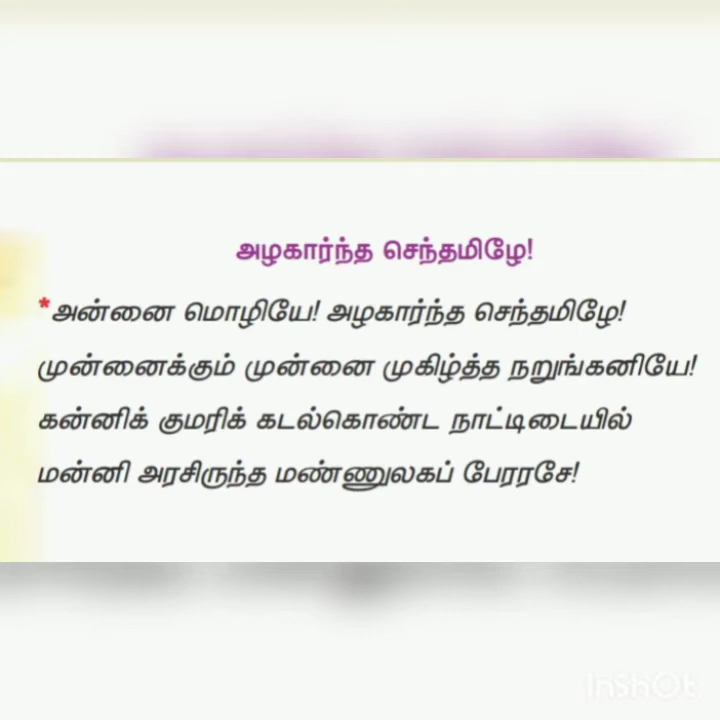 அழகார்ந்த செந்தமிழே!
*அன்னை மொழியே! அழகார்ந்த செந்தமிழே!
முன்னைக்கும் முன்னை முகிழ்த்த நறுங்கனியே!
கன்னிக் குமரிக் கடல்கொண்ட நாட்டிடையில்
மன்னி அரசிருந்த மண்ணுலகப் பேரரசே!
InShOt